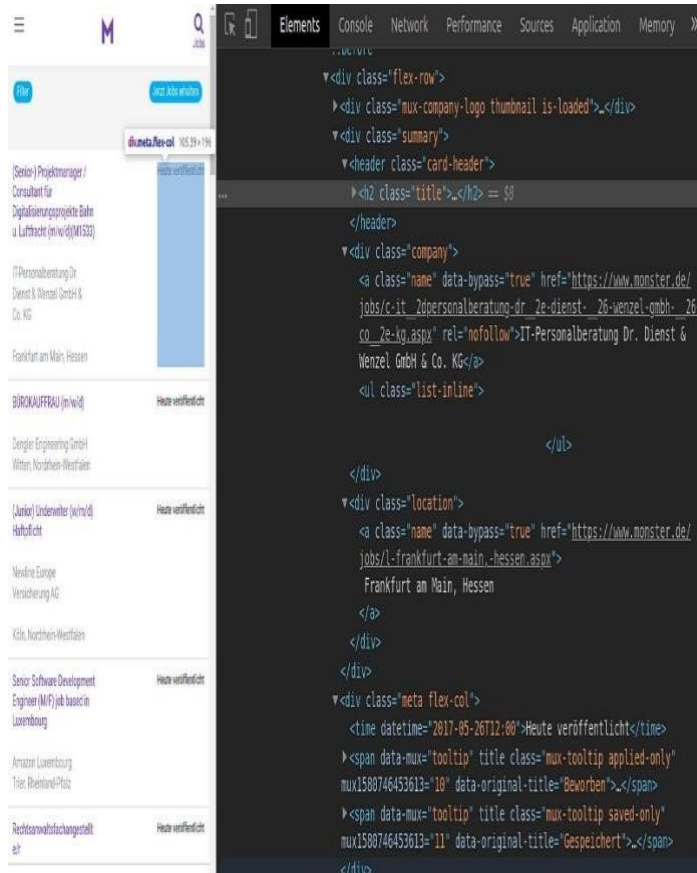 M
Jobs
Filter
Jetzt Jobs erhalten
div.meta.flex-col 105.39×196
(Senior-) Projektmanager /
Consultant für
Digitalisierungsprojekte Bahn
u. Luftfracht (m/w/d)(M1533)
Heute veröffentlicht
IT-Personalberatung Dr.
Dienst & Wenzel GmbH &
Co. KG
Frankfurt am Main, Hessen
BÜROKAUFFRAU (m/w/d)
Heute veröffentlicht
Dengler Engineering GmbH
Witten, Nordrhein-Westfalen
(Junior) Underwriter (w/m/d)
Haftpflicht
Heute veröffentlicht
Newline Europe
Versicherung AG
Köln, Nordrhein-Westfalen
Senior Software Development
Engineer (M/F) job based in
Luxembourg
Heute veröffentlicht
Amazon Luxembourg
Trier, Rheinland-Pfalz
Rechtsanwaltsfachangestellt
e/r
Heute veröffentlicht
Elements Console Network Performance Sources Application Memory »
::before
▼<div class="flex-row">
▶<div class="mux-company-logo thumbnail is-loaded">…</div>
▼<div class="summary">
▼<header class="card-header">
… ▶<h2 class="title">…</h2> == $0
</header>
▼<div class="company">
<a class="name" data-bypass="true" href="https://www.monster.de/
jobs/c-it__2dpersonalberatung-dr__2e-dienst-__26-wenzel-gmbh-__26
co__2e-kg.aspx" rel="nofollow">IT-Personalberatung Dr. Dienst &
Wenzel GmbH & Co. KG</a>
<ul class="list-inline">
</ul>
</div>
▼<div class="location">
<a class="name" data-bypass="true" href="https://www.monster.de/
jobs/l-frankfurt-am-main,-hessen.aspx">
Frankfurt am Main, Hessen
</a>
</div>
</div>
▼<div class="meta flex-col">
<time datetime="2017-05-26T12:00">Heute veröffentlicht</time>
▶<span data-mux="tooltip" title class="mux-tooltip applied-only"
mux1580746453613="10" data-original-title="Beworben">…</span>
▶<span data-mux="tooltip" title class="mux-tooltip saved-only"
mux1580746453613="11" data-original-title="Gespeichert">…</span>
</div>